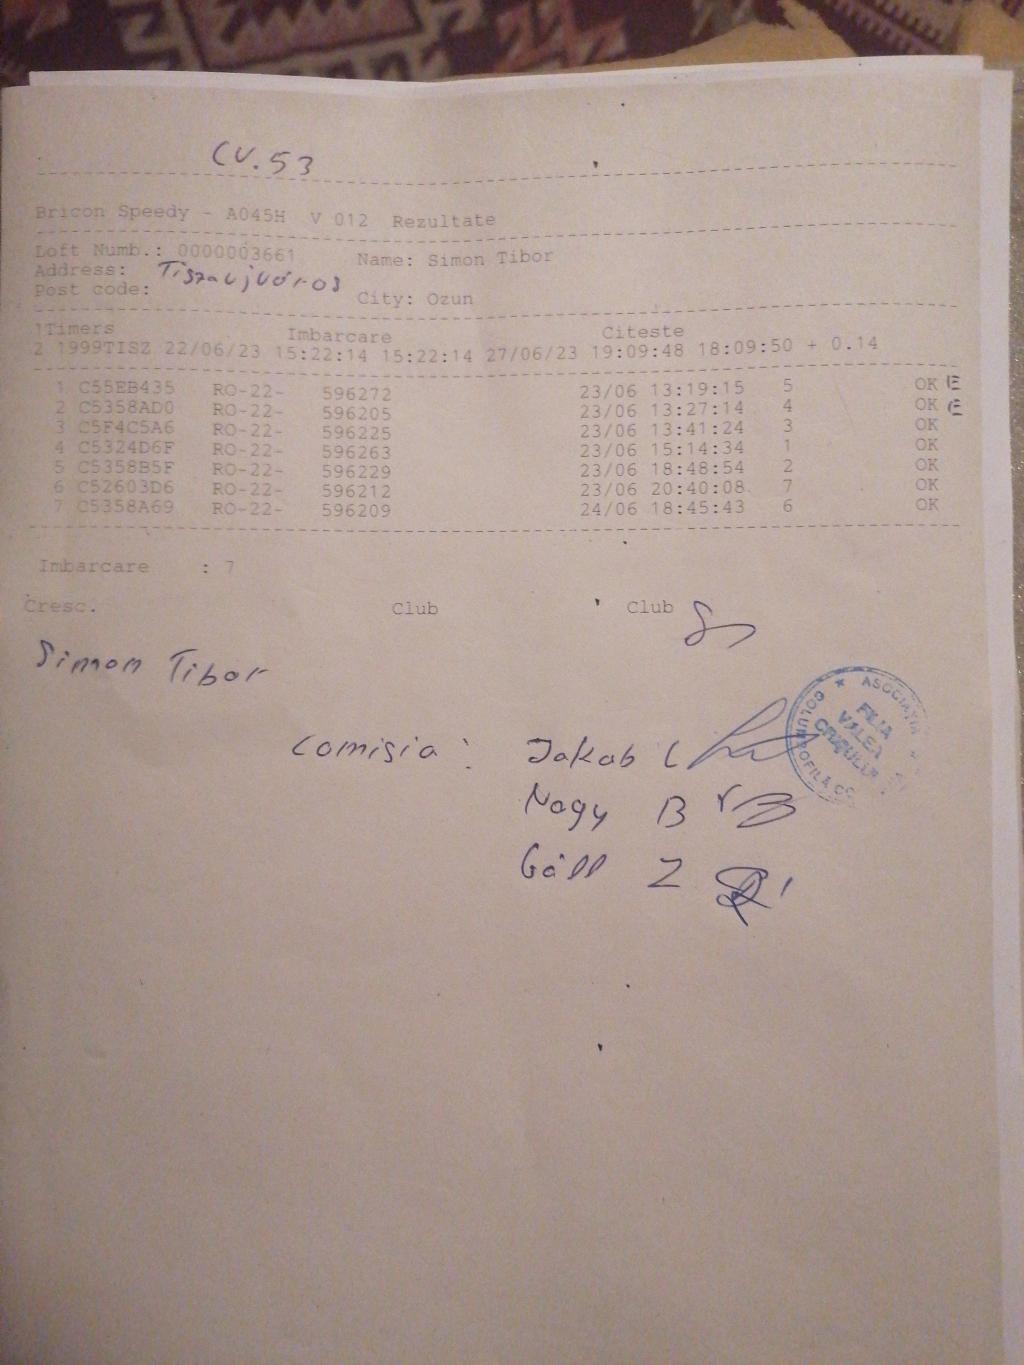 CV.53
Bricon Speedy - A045H V 012 Rezultate
Loft Numb.: 0000003661 Name: Simon Tibor
Address: Tiszaujváros
Post code: City: Ozun
!Timers Imbarcare Citeste
2 1999TISZ 22/06/23 15:22:14 15:22:14 27/06/23 19:09:48 18:09:50 + 0.14
1 C55EB435 RO-22- 596272 23/06 13:19:15 5 OK E
2 C5358AD0 RO-22- 596205 23/06 13:27:14 4 OK E
3 C5F4C5A6 RO-22- 596225 23/06 13:41:24 3 OK
4 C5324D6F RO-22- 596263 23/06 15:14:34 1 OK
5 C5358B5F RO-22- 596229 23/06 18:48:54 2 OK
6 C52603D6 RO-22- 596212 23/06 20:40:08 7 OK
7 C5358A69 RO-22- 596209 24/06 18:45:43 6 OK
Imbarcare : 7
Cresc. Club Club
Simon Tibor
Comisia: Jakab L
Nagy B
Gáll Z
ASOCIAȚIA
FILIA
VALEA
CRAȘULUI